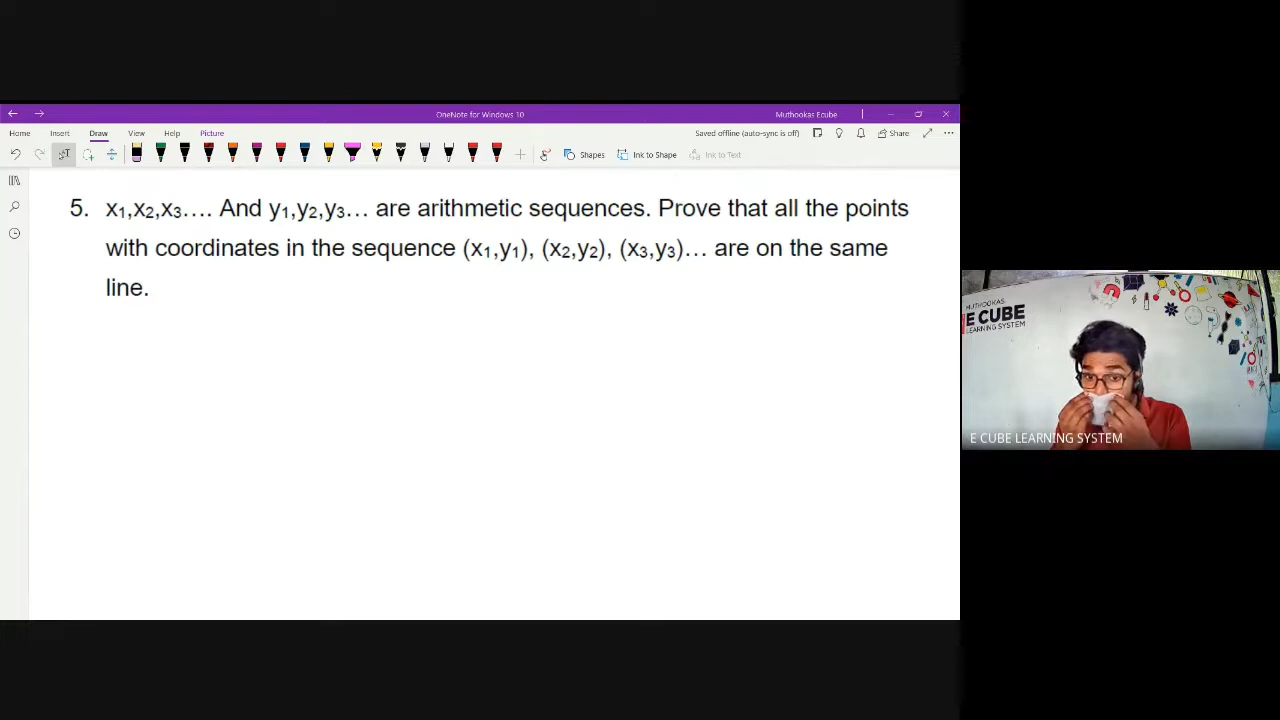 OneNote for Windows 10
Muthookas Ecube
Home Insert Draw View Help Picture
Saved offline (auto-sync is off) Share
Shapes Ink to Shape Ink to Text
5. x₁,x₂,x₃…. And y₁,y₂,y₃… are arithmetic sequences. Prove that all the points
with coordinates in the sequence (x₁,y₁), (x₂,y₂), (x₃,y₃)… are on the same
line.
MUTHOOKAS
E CUBE
LEARNING SYSTEM
E CUBE LEARNING SYSTEM